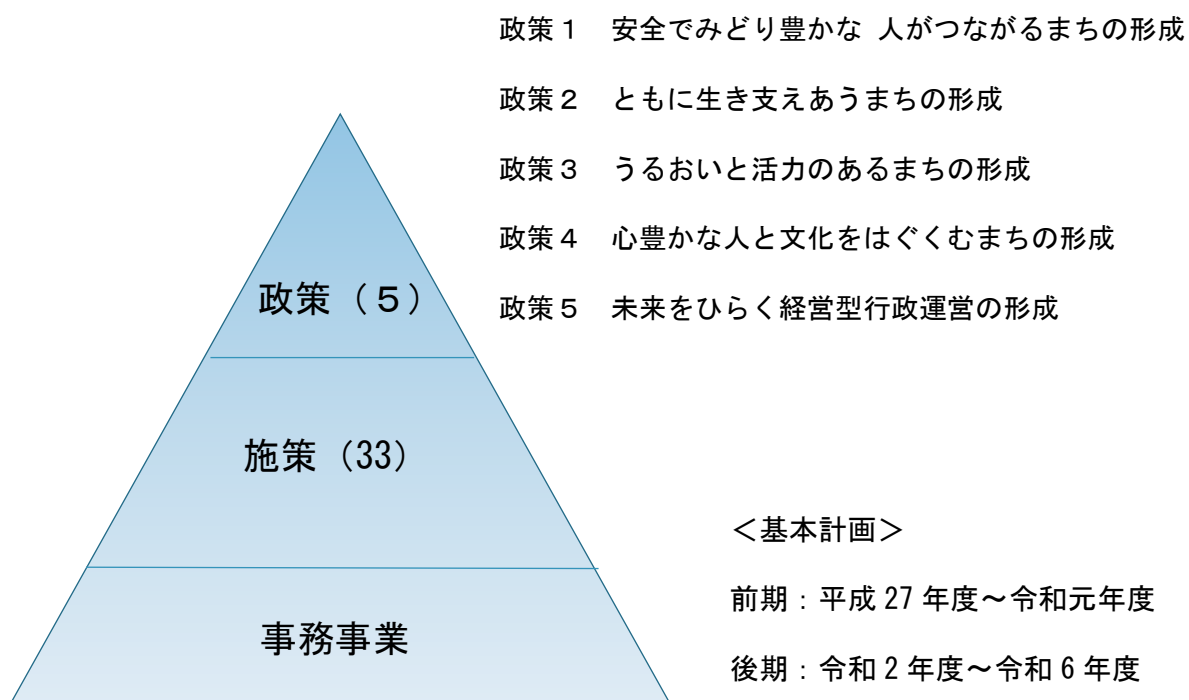 政策１　安全でみどり豊かな 人がつながるまちの形成
政策２　ともに生き支えあうまちの形成
政策３　うるおいと活力のあるまちの形成
政策４　心豊かな人と文化をはぐくむまちの形成
政策（５）
政策５　未来をひらく経営型行政運営の形成
施策（33）
＜基本計画＞
前期：平成 27 年度～令和元年度
事務事業
後期：令和 2 年度～令和 6 年度